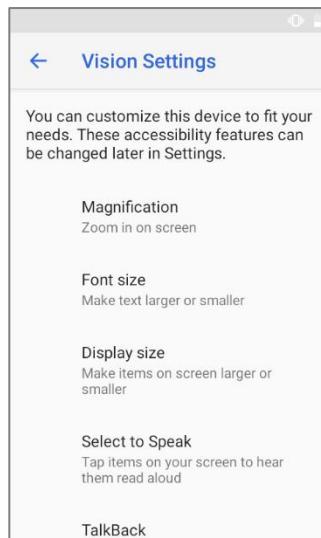 Vision Settings
You can customize this device to fit your
needs. These accessibility features can
be changed later in Settings.
Magnification
Zoom in on screen
Font size
Make text larger or smaller
Display size
Make items on screen larger or
smaller
Select to Speak
Tap items on your screen to hear
them read aloud
TalkBack